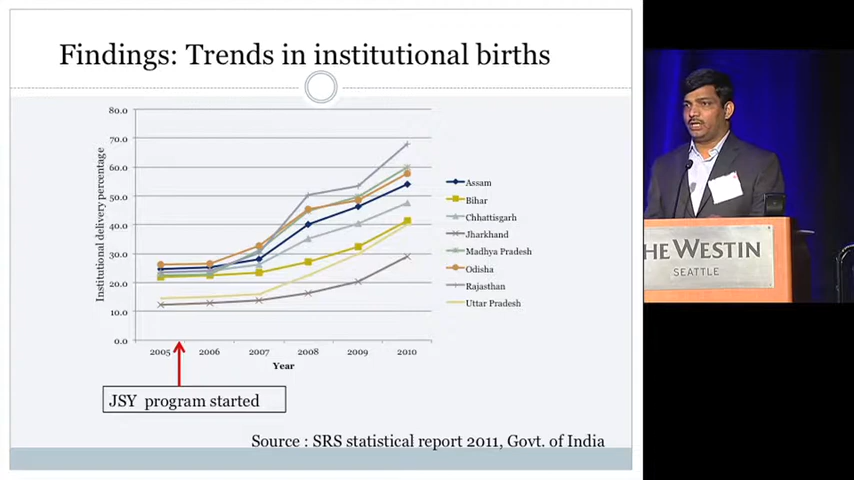 Findings: Trends in institutional births
80.0
70.0
60.0
50.0
40.0
30.0
20.0
10.0
0.0
Institutional delivery percentage
2005 2006 2007 2008 2009 2010
Year
Assam
Bihar
Chhattisgarh
Jharkhand
Madhya Pradesh
Odisha
Rajasthan
Uttar Pradesh
JSY program started
Source : SRS statistical report 2011, Govt. of India
HE WESTIN
SEATTLE